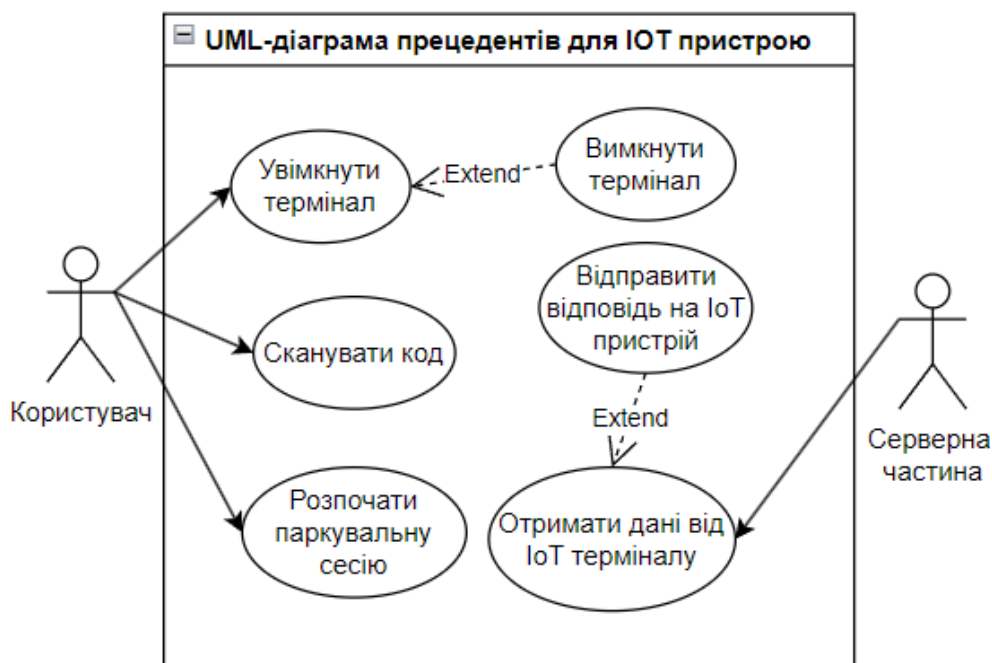 UML-діаграма прецедентів для ІОТ пристрою
Увімкнути
термінал
Extend
Вимкнути
термінал
Відправити
відповідь на IoT
пристрій
Сканувати код
Користувач
Extend
Серверна
частина
Розпочати
паркувальну
сесію
Отримати дані від
IoT терміналу